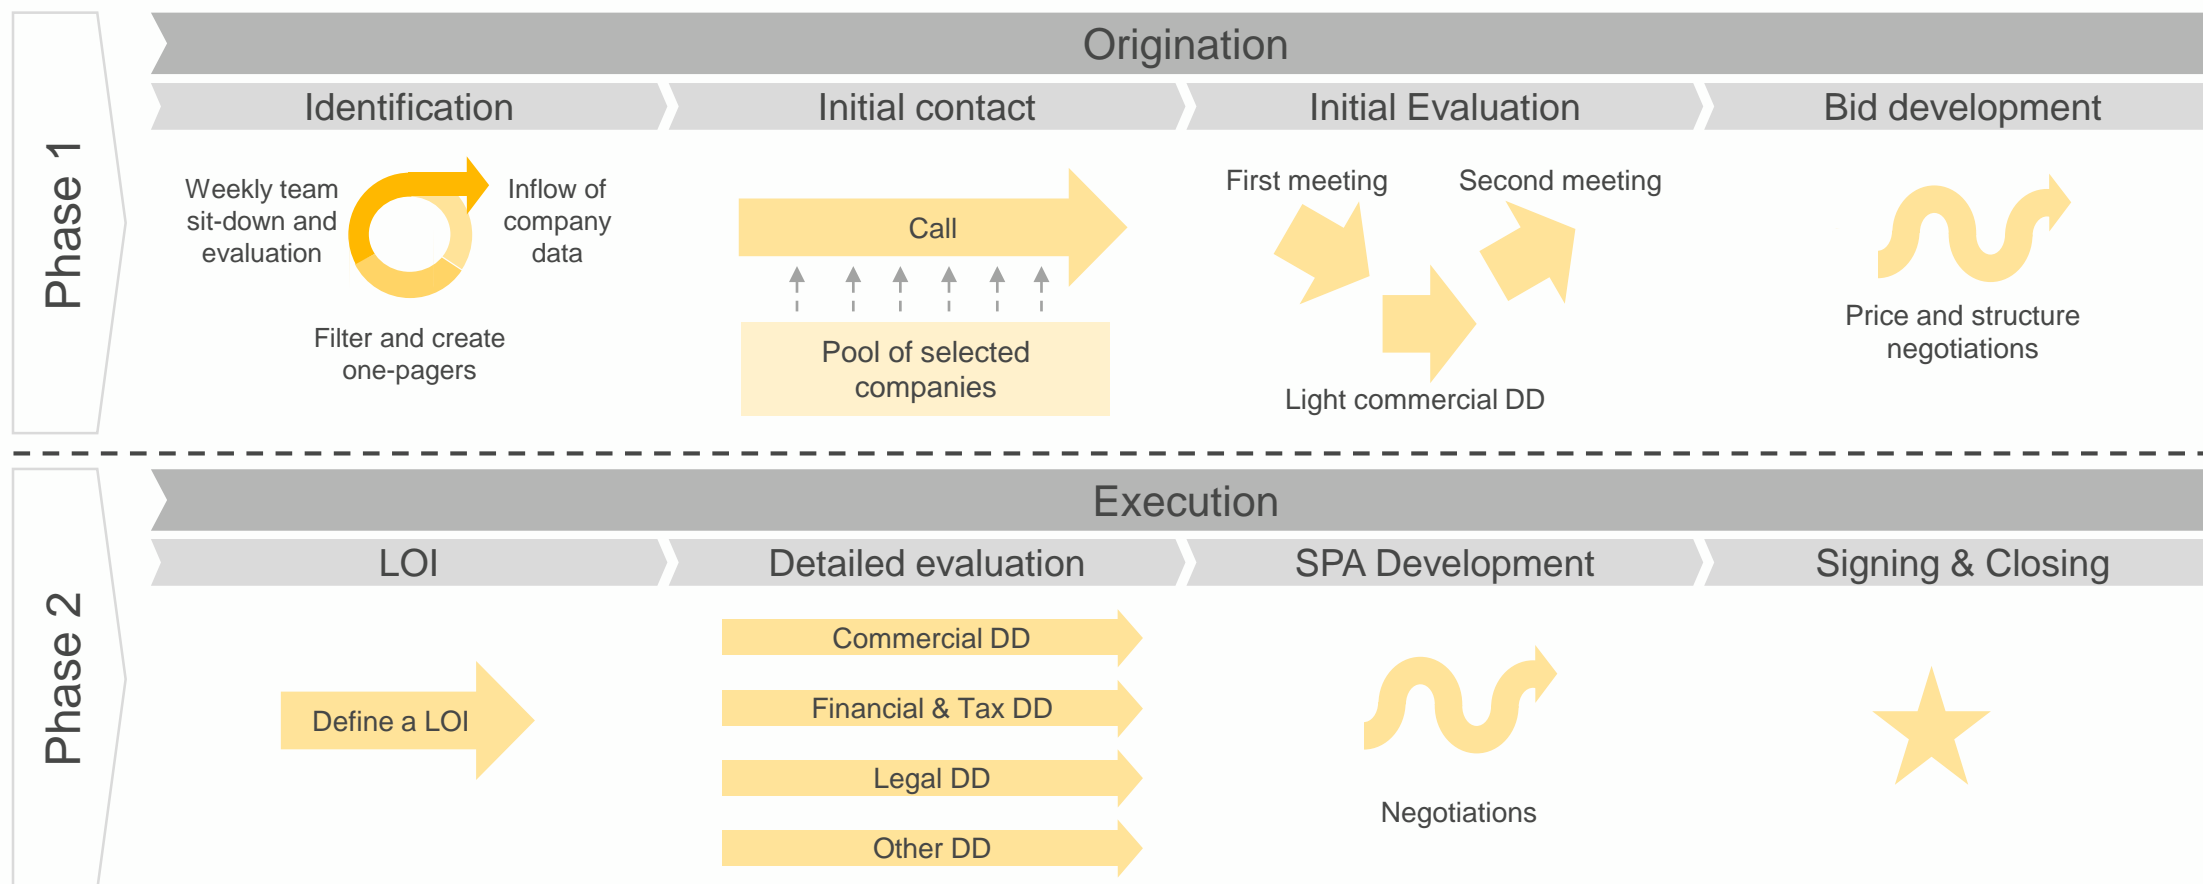 Phase 1
Origination
Identification
Initial contact
Initial Evaluation
Bid development
Weekly team
sit-down and
evaluation
Inflow of
company
data
Filter and create
one-pagers
Call
Pool of selected
companies
First meeting
Second meeting
Light commercial DD
Price and structure
negotiations
Phase 2
Execution
LOI
Detailed evaluation
SPA Development
Signing & Closing
Define a LOI
Commercial DD
Financial & Tax DD
Legal DD
Other DD
Negotiations